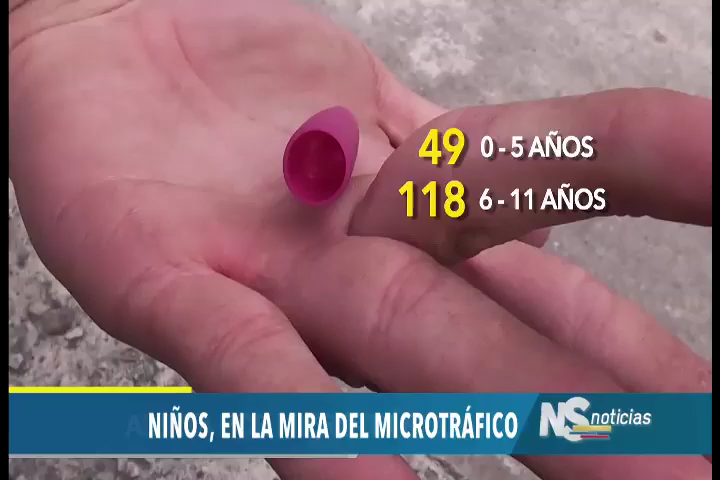 49 0 - 5 AÑOS
118 6 - 11 AÑOS
NIÑOS, EN LA MIRA DEL MICROTRÁFICO
NS noticias